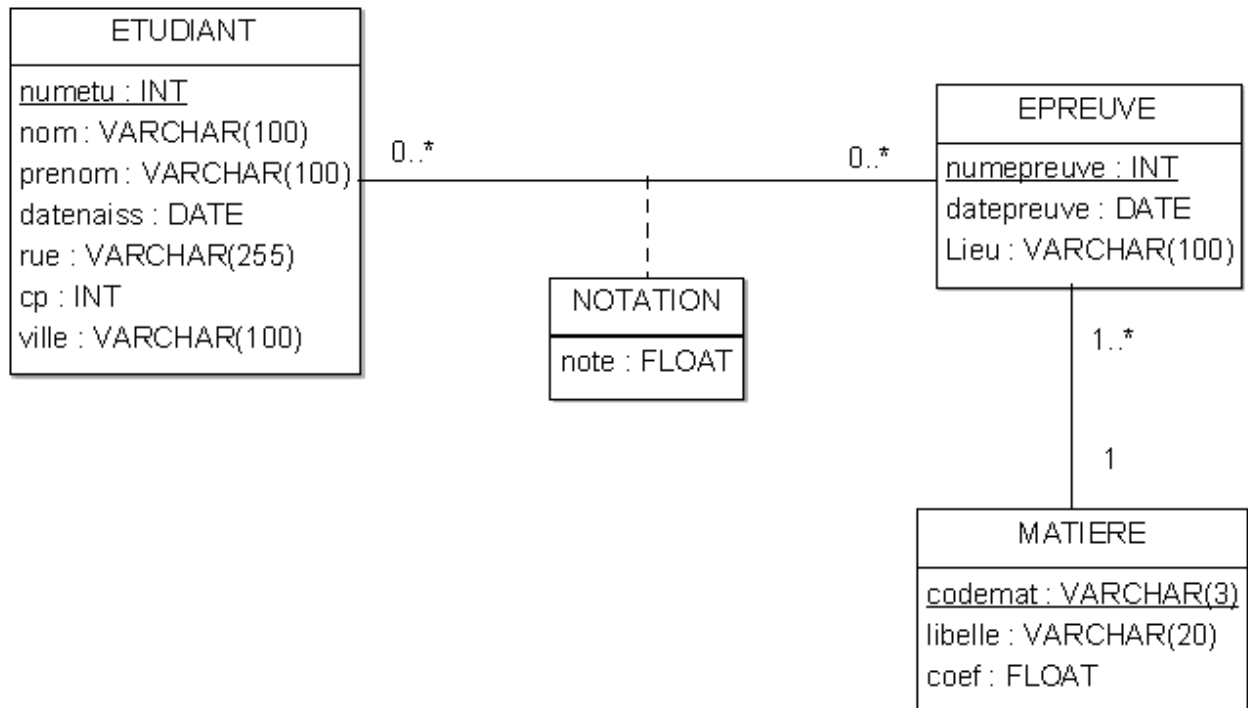 ETUDIANT
numetu : INT
nom : VARCHAR(100)
prenom : VARCHAR(100)
datenaiss : DATE
rue : VARCHAR(255)
cp : INT
ville : VARCHAR(100)
0..*
0..*
EPREUVE
numepreuve : INT
datepreuve : DATE
Lieu : VARCHAR(100)
NOTATION
note : FLOAT
1..*
1
MATIERE
codemat : VARCHAR(3)
libelle : VARCHAR(20)
coef : FLOAT